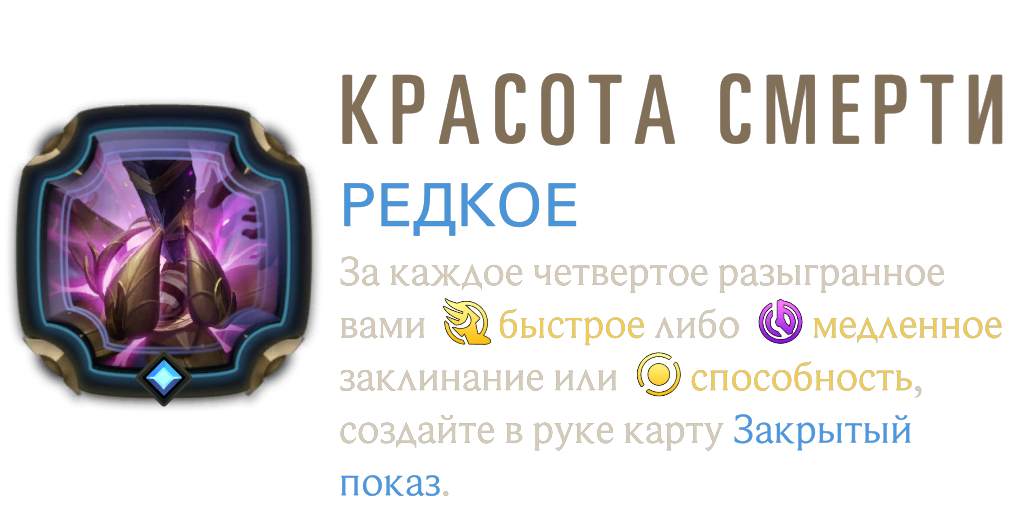 КРАСОТА СМЕРТИ
РЕДКОЕ
За каждое четвертое разыгранное
вами быстрое либо медленное
заклинание или способность,
создайте в руке карту Закрытый
показ.